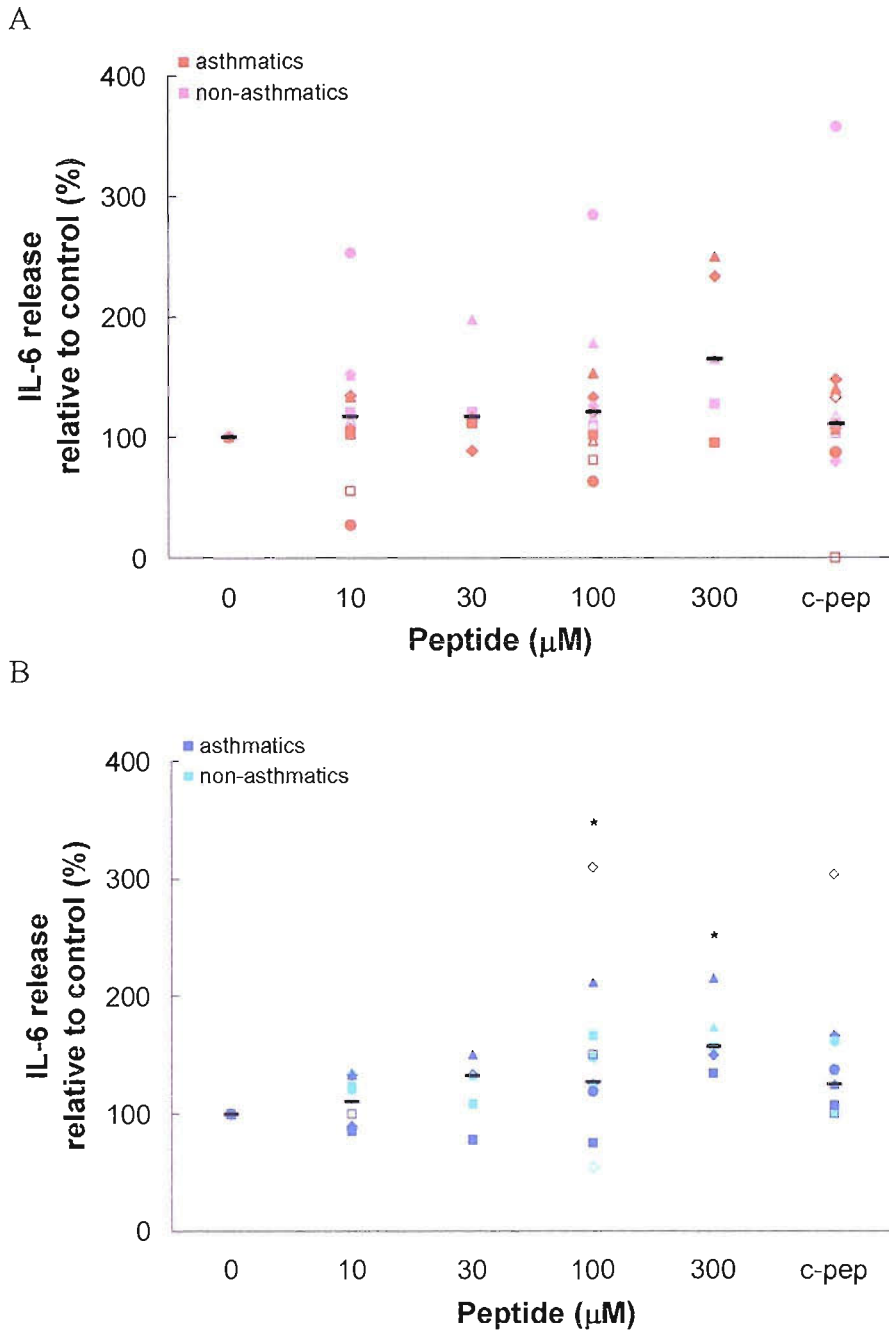 A
asthmatics
non-asthmatics
400
300
200
100
0
IL-6 release
relative to control (%)
0 10 30 100 300 c-pep
Peptide (μM)
B
asthmatics
non-asthmatics
400
300
200
100
0
IL-6 release
relative to control (%)
0 10 30 100 300 c-pep
Peptide (μM)